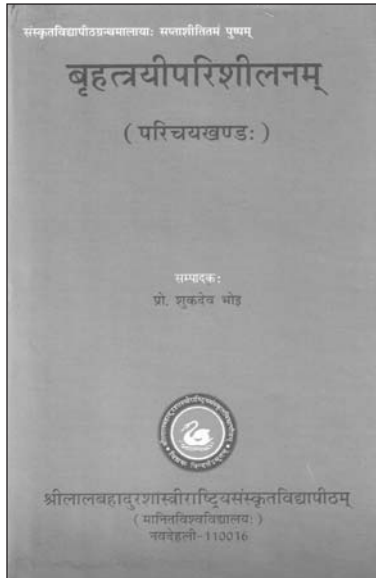 संस्कृतविद्यापीठग्रन्थमालायाः सप्ताशीतितमं पुष्पम्
बृहत्त्रयीपरिशीलनम्
( परिचयखण्डः )
सम्पादकः
प्रो. शुकदेव भोइ
श्रीलालबहादुरशास्त्रीराष्ट्रियसंस्कृतविद्यापीठम्
( मानितविश्वविद्यालयः )
नवदेहली-110016